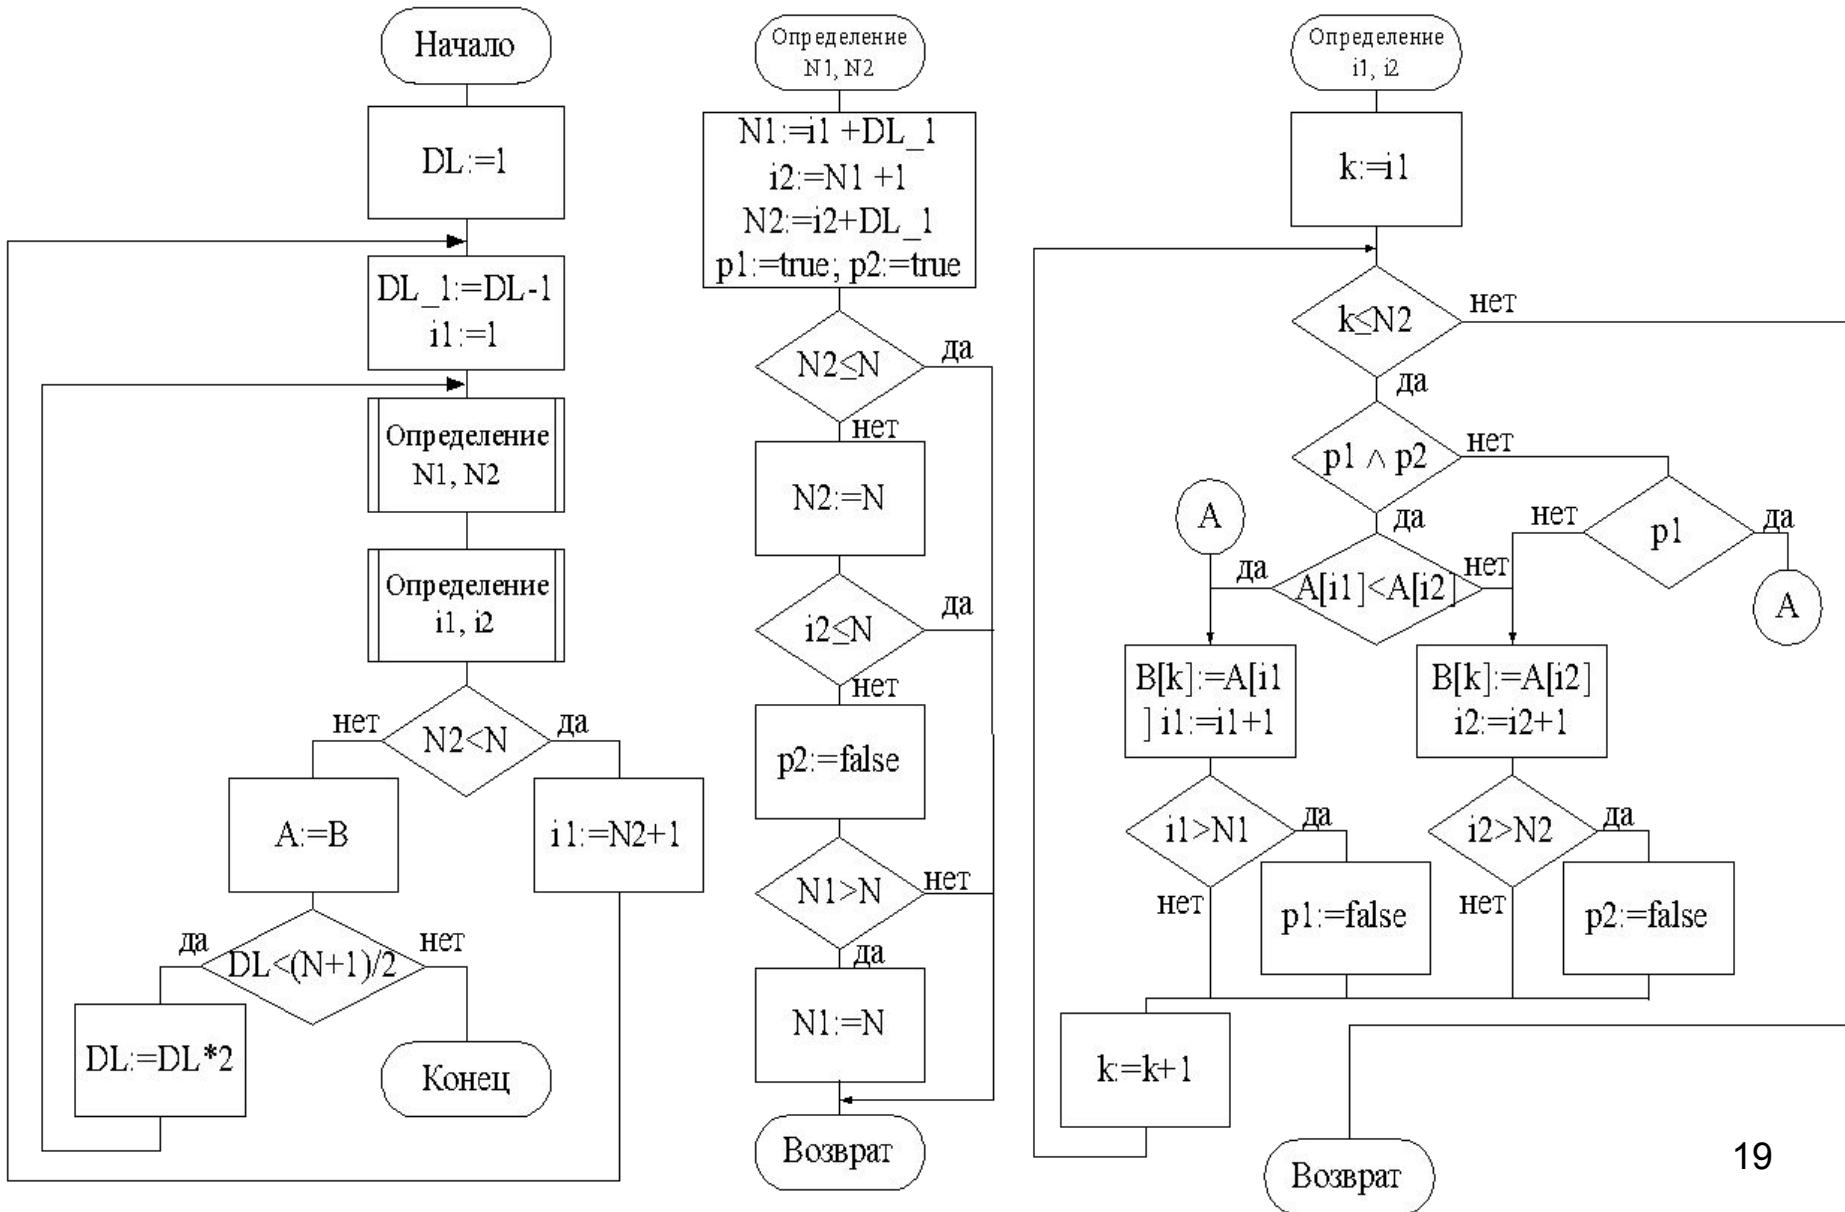 Начало
DL:=1
DL_1:=DL-1
i1:=1
Определение
N1, N2
Определение
i1, i2
N2<N
нет
да
A:=B
i1:=N2+1
DL<(N+1)/2
да
нет
DL:=DL*2
Конец
Определение
N1, N2
N1:=i1 +DL_1
i2:=N1 +1
N2:=i2+DL_1
p1:=true; p2:=true
N2≤N
да
нет
N2:=N
i2≤N
да
нет
p2:=false
N1>N
нет
да
N1:=N
Возврат
Определение
i1, i2
k:=i1
k≤N2
нет
да
p1 ∧ p2
нет
да
p1
нет
да
A
A
A[i1]<A[i2]
да
нет
B[k]:=A[i1
] i1:=i1+1
B[k]:=A[i2]
i2:=i2+1
i1>N1
да
нет
p1:=false
i2>N2
да
нет
p2:=false
k:=k+1
Возврат
19